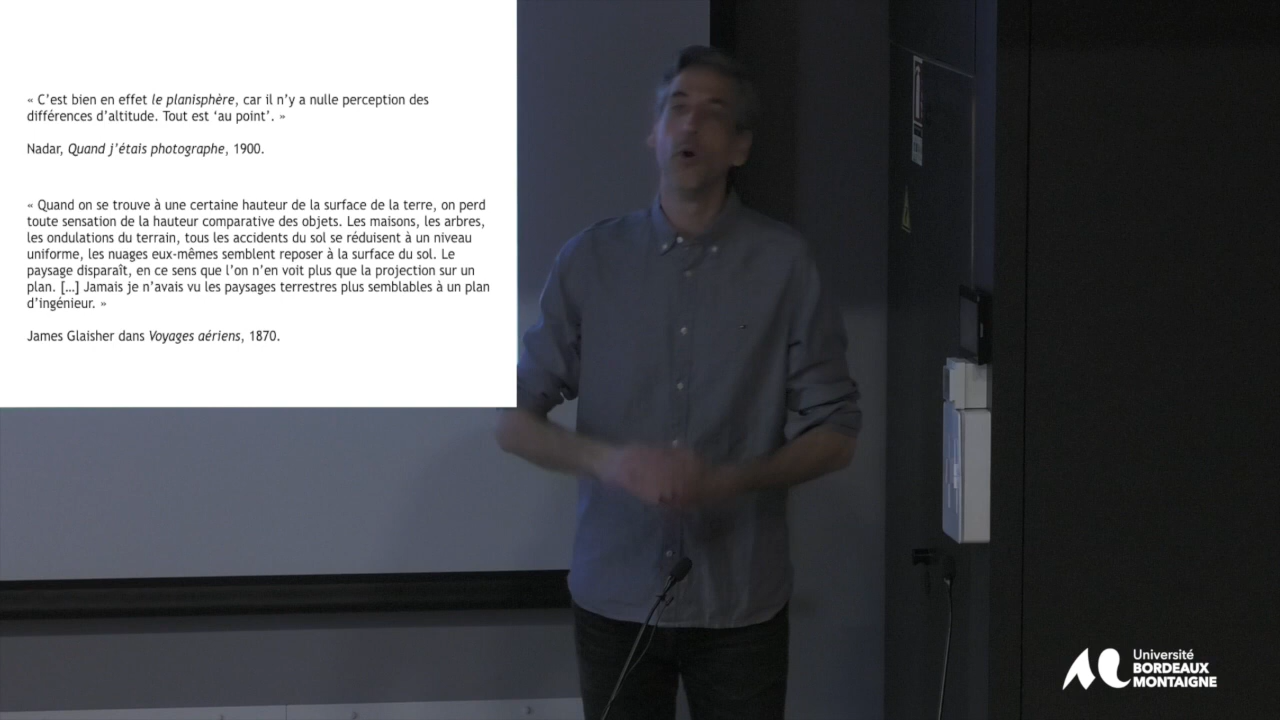 « C’est bien en effet le planisphère, car il n’y a nulle perception des
différences d’altitude. Tout est ‘au point’. »
Nadar, Quand j’étais photographe, 1900.
« Quand on se trouve à une certaine hauteur de la surface de la terre, on perd
toute sensation de la hauteur comparative des objets. Les maisons, les arbres,
les ondulations du terrain, tous les accidents du sol se réduisent à un niveau
uniforme, les nuages eux-mêmes semblent reposer à la surface du sol. Le
paysage disparaît, en ce sens que l’on n’en voit plus que la projection sur un
plan. […] Jamais je n’avais vu les paysages terrestres plus semblables à un plan
d’ingénieur. »
James Glaisher dans Voyages aériens, 1870.
Université
BORDEAUX
MONTAIGNE